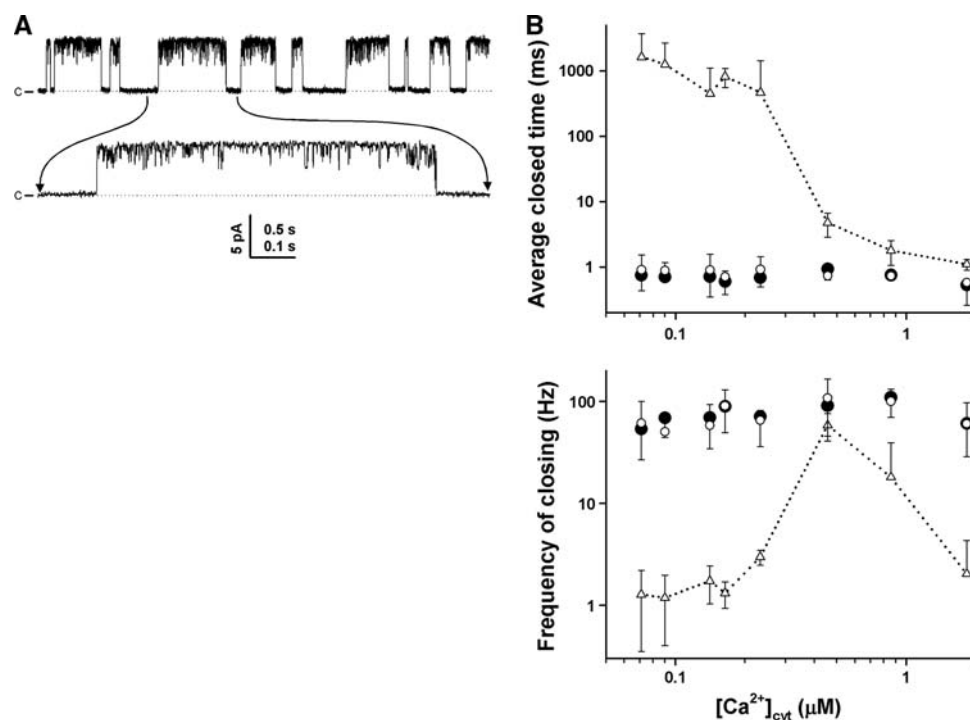 A
c
c
5 pA
0.5 s
0.1 s
B
Average closed time (ms)
1000
100
10
1
0.1
1
Frequency of closing (Hz)
100
10
1
0.1
1
[Ca²⁺]cyt (μM)